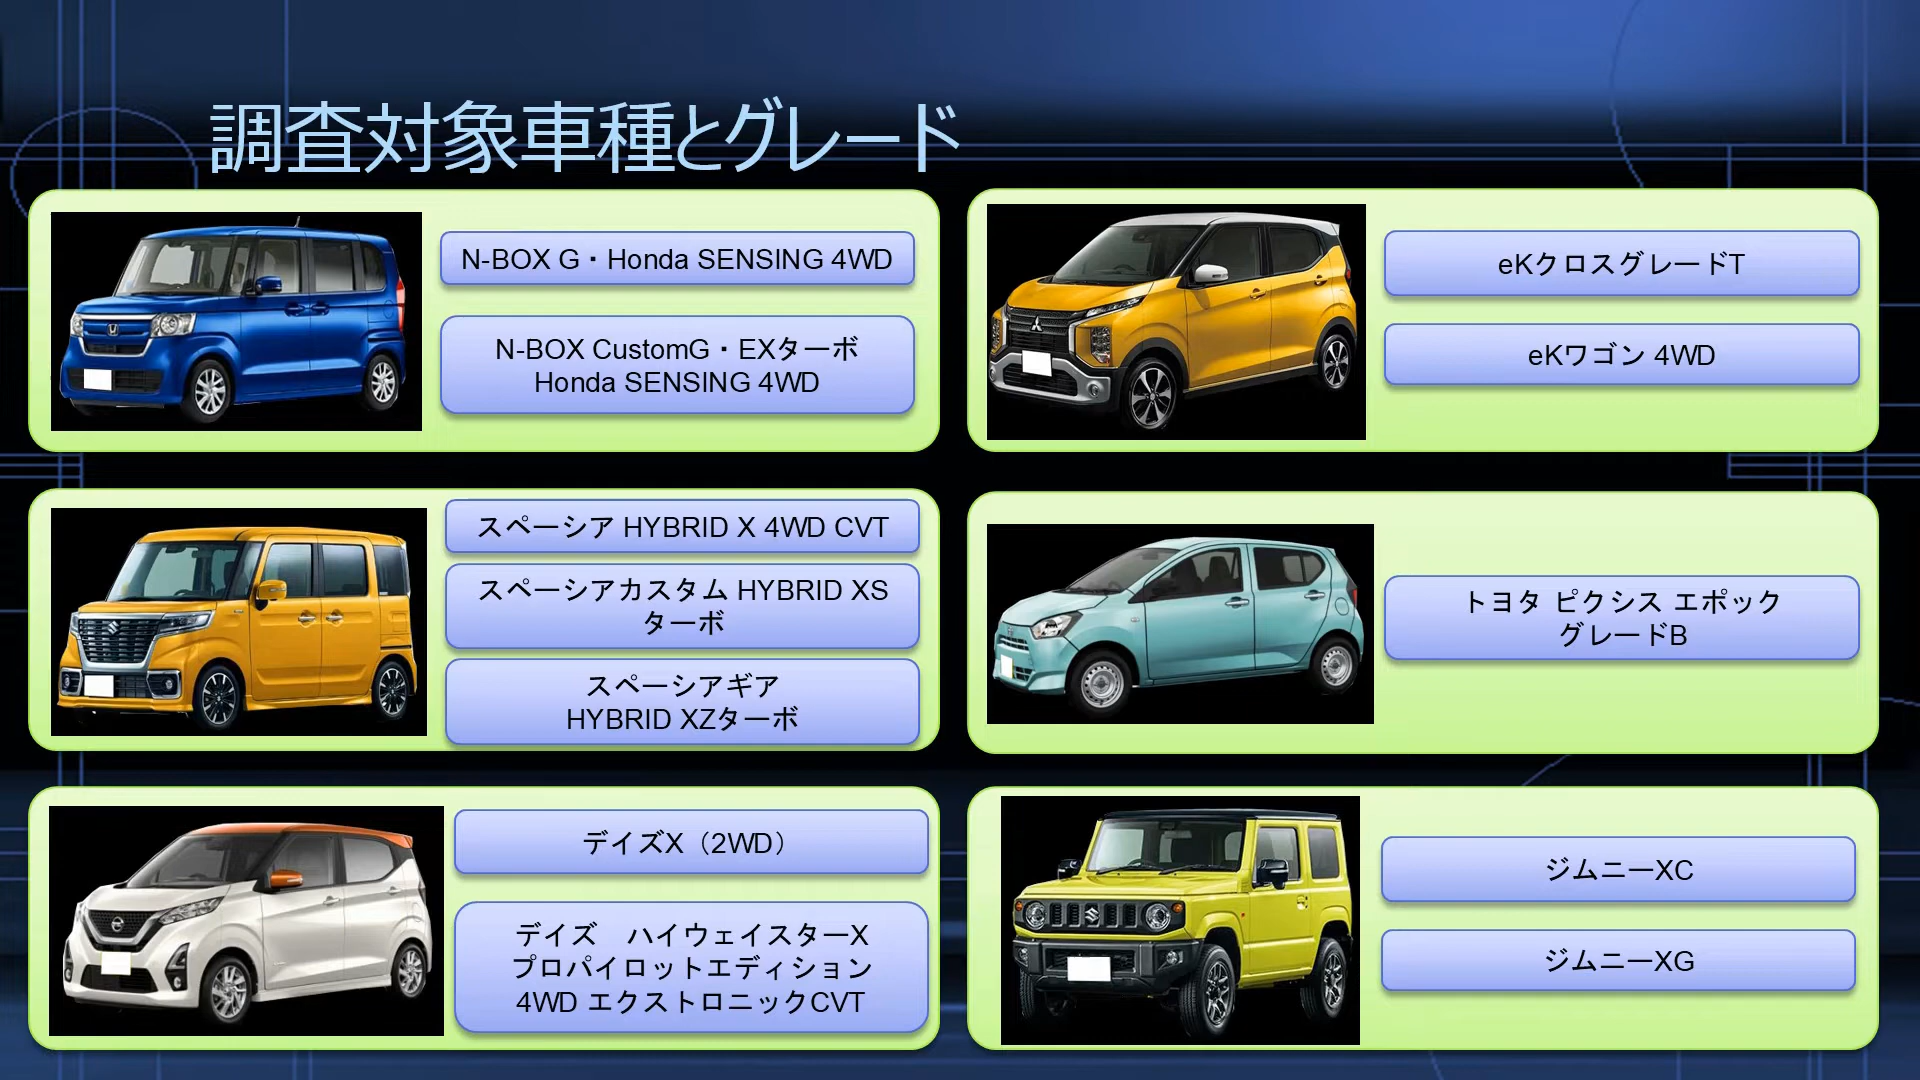 調査対象車種とグレード
N-BOX G・Honda SENSING 4WD
N-BOX CustomG・EXターボ
Honda SENSING 4WD
eKクロスグレードT
eKワゴン 4WD
スペーシア HYBRID X 4WD CVT
スペーシアカスタム HYBRID XS
ターボ
スペーシアギア
HYBRID XZターボ
トヨタ ピクシス エポック
グレードB
デイズX（2WD）
デイズ　ハイウェイスターX
プロパイロットエディション
4WD エクストロニックCVT
ジムニーXC
ジムニーXG